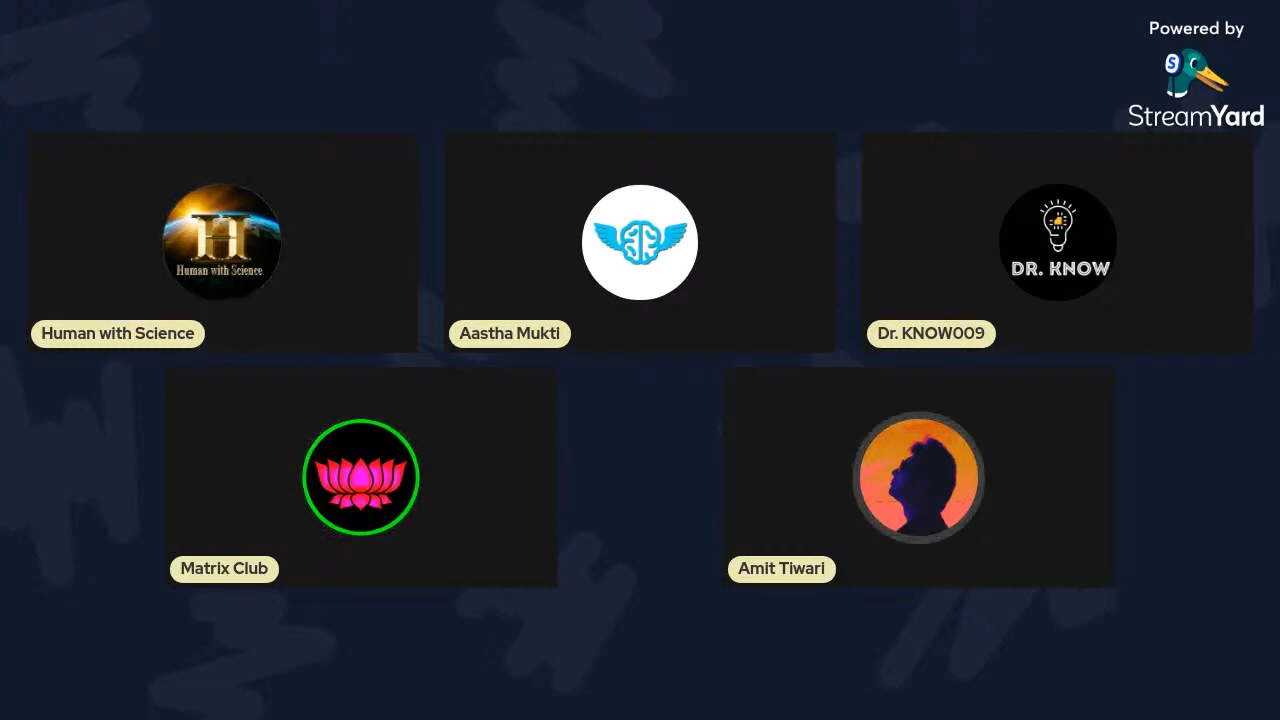 Powered by
S
StreamYard
H
Human with Science
DR. KNOW
Human with Science
Aastha Mukti
Dr. KNOW009
Matrix Club
Amit Tiwari